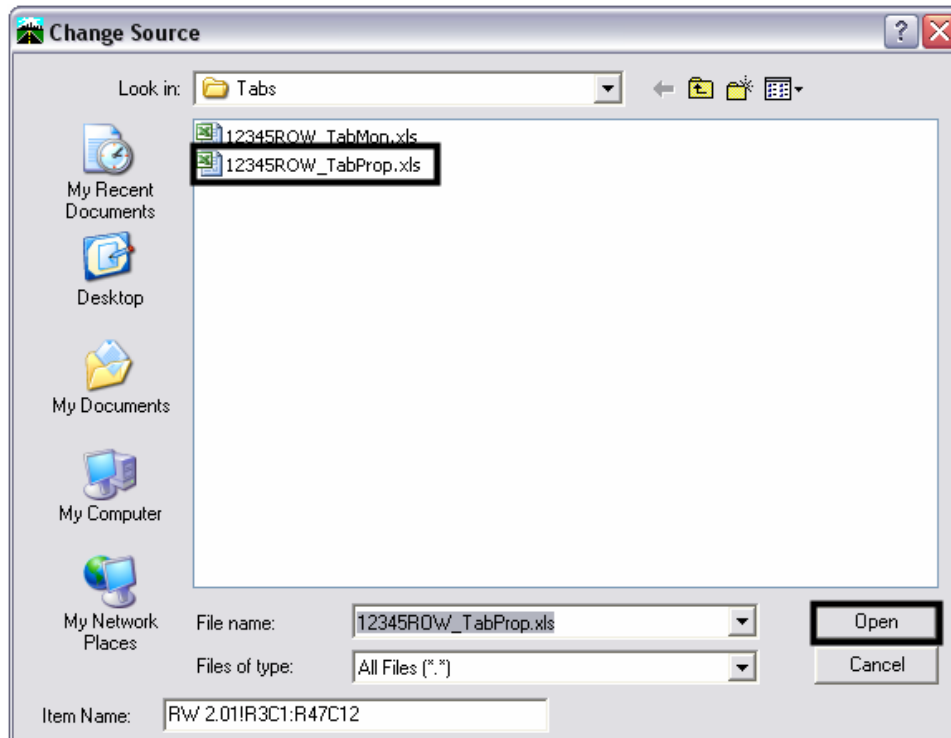 Change Source
Look in: Tabs
12345ROW_TabMon.xls
12345ROW_TabProp.xls
My Recent
Documents
Desktop
My Documents
My Computer
My Network
Places
File name: 12345ROW_TabProp.xls Open
Files of type: All Files (*.*) Cancel
Item Name: RW 2.01!R3C1:R47C12